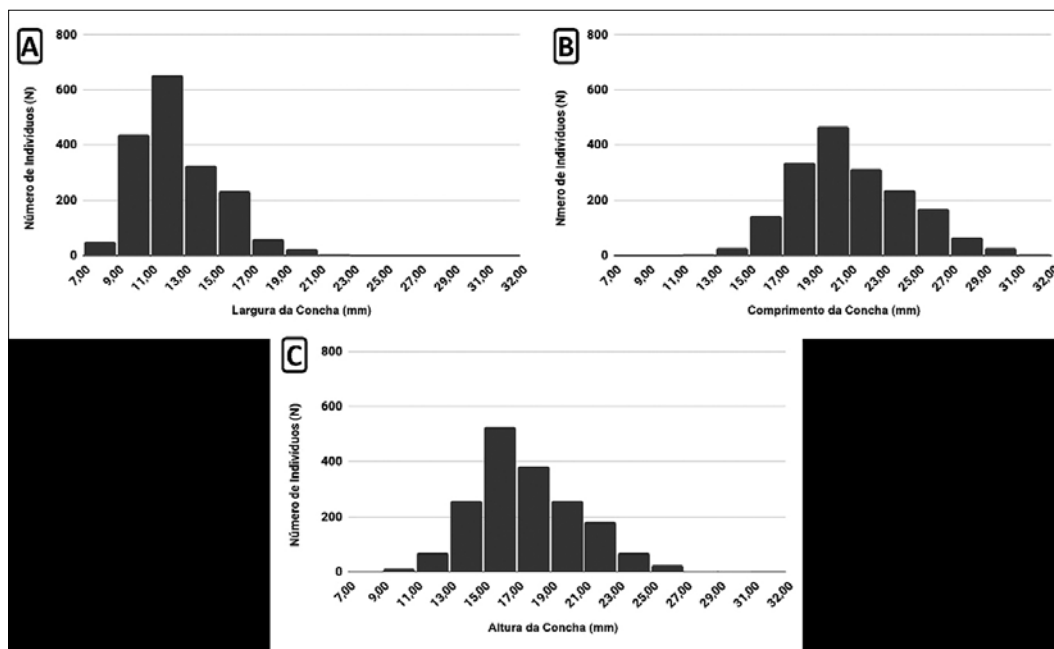 A
800
600
400
200
0
Número de Indivíduos (N)
7,00 9,00 11,00 13,00 15,00 17,00 19,00 21,00 23,00 25,00 27,00 29,00 31,00 32,00
Largura da Concha (mm)
B
800
600
400
200
0
Nmero de Indivíduos (N)
7,00 9,00 11,00 13,00 15,00 17,00 19,00 21,00 23,00 25,00 27,00 29,00 31,00 32,00
Comprimento da Concha (mm)
C
800
600
400
200
0
Número de Indivíduos (N)
7,00 9,00 11,00 13,00 15,00 17,00 19,00 21,00 23,00 25,00 27,00 29,00 31,00 32,00
Altura da Concha (mm)